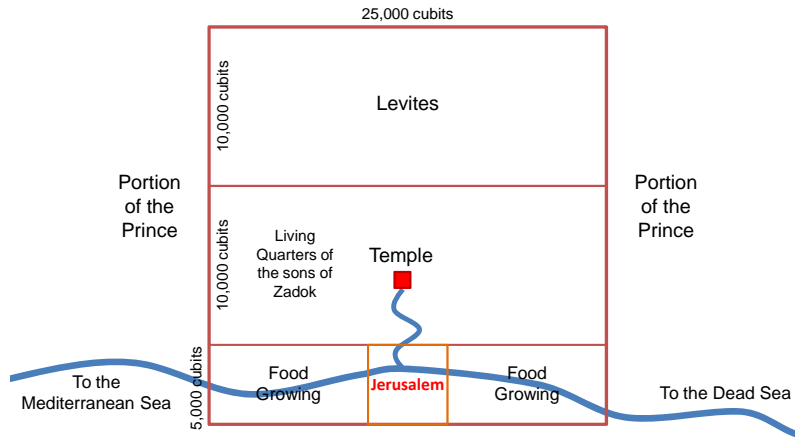 25,000 cubits
10,000 cubits
Levites
Portion
of the
Prince
Portion
of the
Prince
10,000 cubits
Living
Quarters of
the sons of
Zadok
Temple
5,000 cubits
Food
Growing
Jerusalem
Food
Growing
To the
Mediterranean Sea
To the Dead Sea